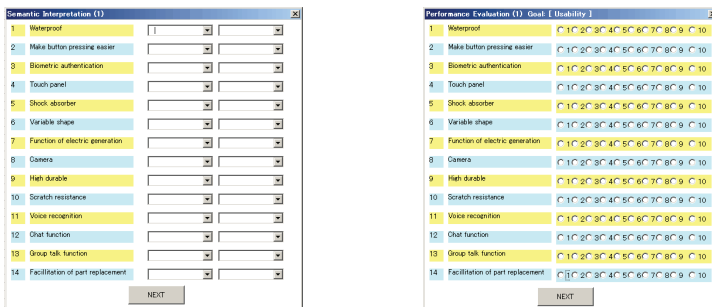 Semantic Interpretation (1)
1 Waterproof
2 Make button pressing easier
3 Biometric authentication
4 Touch panel
5 Shock absorber
6 Variable shape
7 Function of electric generation
8 Camera
9 High durable
10 Scratch resistance
11 Voice recognition
12 Chat function
13 Group talk function
14 Facillitation of part replacement
NEXT
Performance Evaluation (1) Goal: [ Usability ]
1 Waterproof 1 2 3 4 5 6 7 8 9 10
2 Make button pressing easier 1 2 3 4 5 6 7 8 9 10
3 Biometric authentication 1 2 3 4 5 6 7 8 9 10
4 Touch panel 1 2 3 4 5 6 7 8 9 10
5 Shock absorber 1 2 3 4 5 6 7 8 9 10
6 Variable shape 1 2 3 4 5 6 7 8 9 10
7 Function of electric generation 1 2 3 4 5 6 7 8 9 10
8 Camera 1 2 3 4 5 6 7 8 9 10
9 High durable 1 2 3 4 5 6 7 8 9 10
10 Scratch resistance 1 2 3 4 5 6 7 8 9 10
11 Voice recognition 1 2 3 4 5 6 7 8 9 10
12 Chat function 1 2 3 4 5 6 7 8 9 10
13 Group talk function 1 2 3 4 5 6 7 8 9 10
14 Facillitation of part replacement 1 2 3 4 5 6 7 8 9 10
NEXT